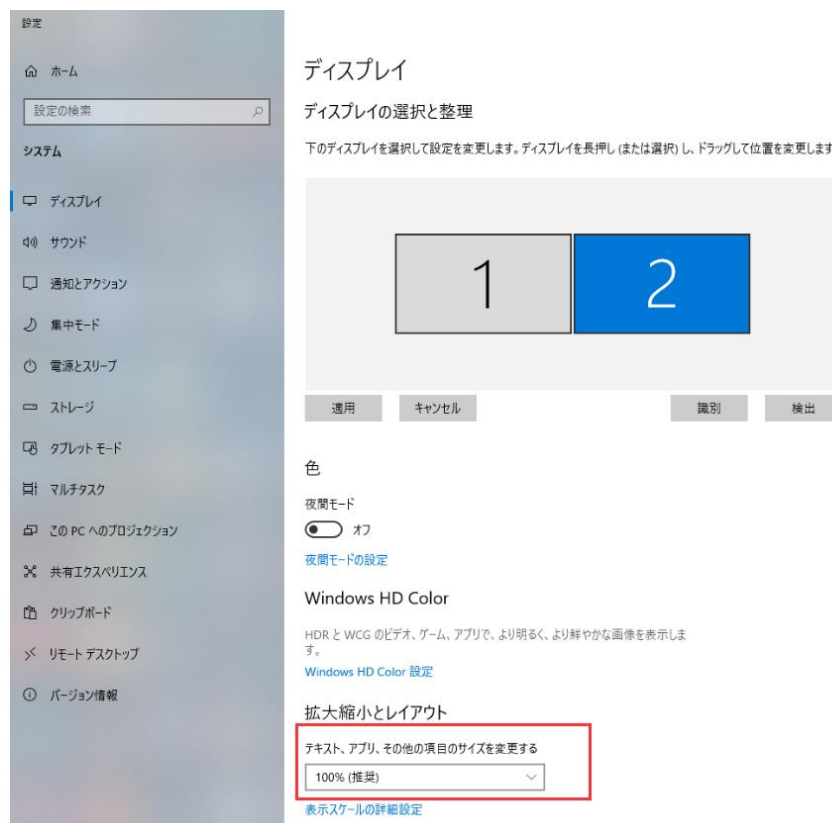 設定
ホーム
設定の検索
システム
ディスプレイ
サウンド
通知とアクション
集中モード
電源とスリープ
ストレージ
タブレット モード
マルチタスク
この PC へのプロジェクション
共有エクスペリエンス
クリップボード
リモート デスクトップ
バージョン情報
ディスプレイ
ディスプレイの選択と整理
下のディスプレイを選択して設定を変更します。ディスプレイを長押し (または選択) し、ドラッグして位置を変更します
1
2
適用
キャンセル
識別
検出
色
夜間モード
オフ
夜間モードの設定
Windows HD Color
HDR と WCG のビデオ、ゲーム、アプリで、より明るく、より鮮やかな画像を表示しま
す。
Windows HD Color 設定
拡大縮小とレイアウト
テキスト、アプリ、その他の項目のサイズを変更する
100% (推奨)
表示スケールの詳細設定